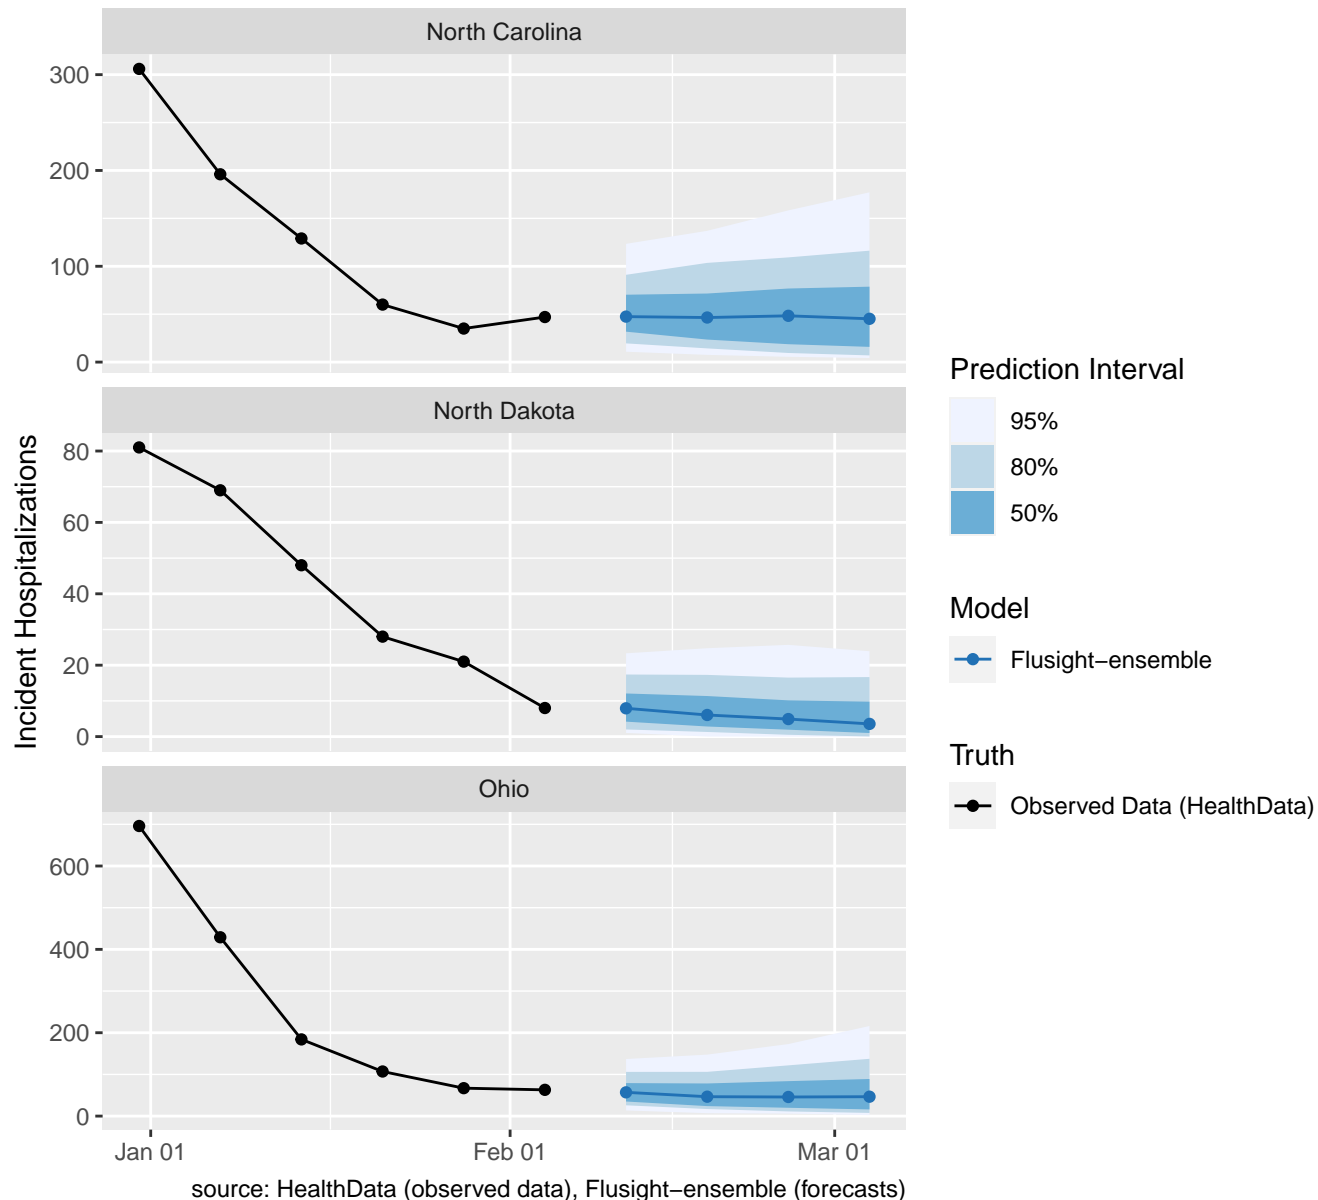 North Carolina
300
200
100
0
North Dakota
80
60
40
20
0
Ohio
600
400
200
0
Jan 01
Feb 01
Mar 01
Incident Hospitalizations
source: HealthData (observed data), Flusight−ensemble (forecasts)
Prediction Interval
95%
80%
50%
Model
Flusight−ensemble
Truth
Observed Data (HealthData)